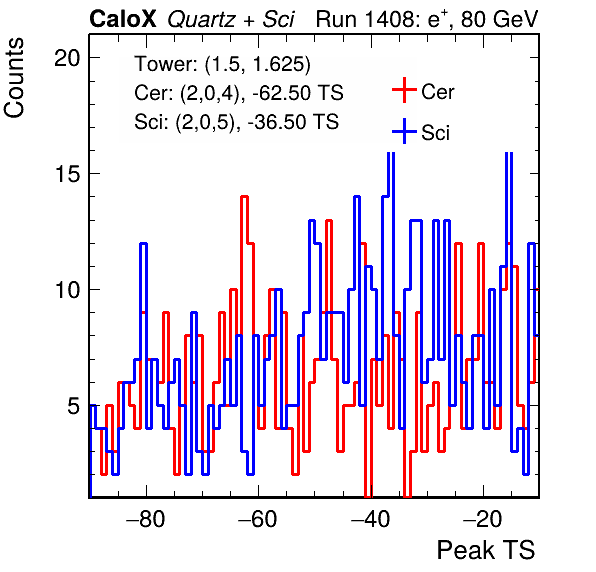 CaloX Quartz + Sci Run 1408: e⁺, 80 GeV
Counts
20
15
10
5
Tower: (1.5, 1.625)
Cer: (2,0,4), -62.50 TS
Sci: (2,0,5), -36.50 TS
Cer
Sci
−80 −60 −40 −20
Peak TS